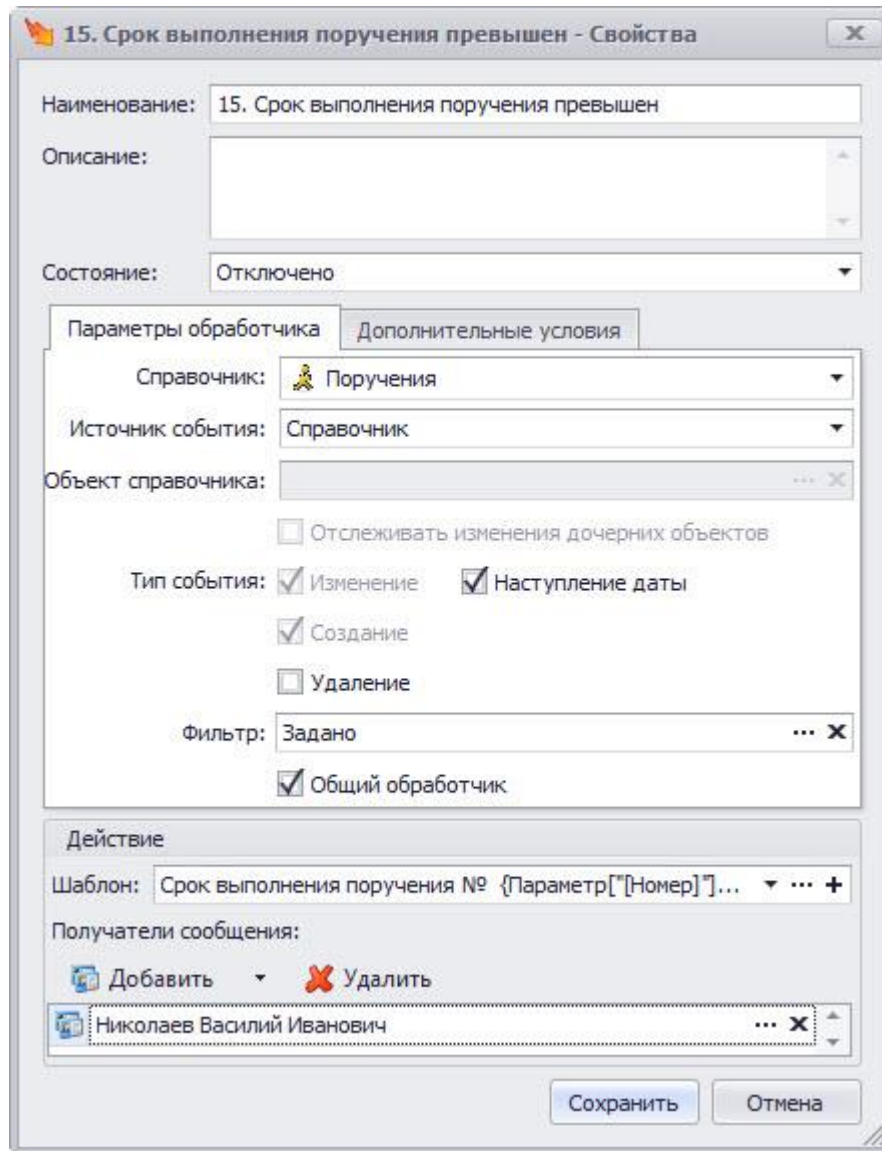 15. Срок выполнения поручения превышен - Свойства
Наименование: 15. Срок выполнения поручения превышен
Описание:
Состояние: Отключено
Параметры обработчика Дополнительные условия
Справочник: Поручения
Источник события: Справочник
Объект справочника:
Отслеживать изменения дочерних объектов
Тип события: Изменение Наступление даты
Создание
Удаление
Фильтр: Задано
Общий обработчик
Действие
Шаблон: Срок выполнения поручения № {Параметр["[Номер]"]...
Получатели сообщения:
Добавить Удалить
Николаев Василий Иванович
Сохранить Отмена